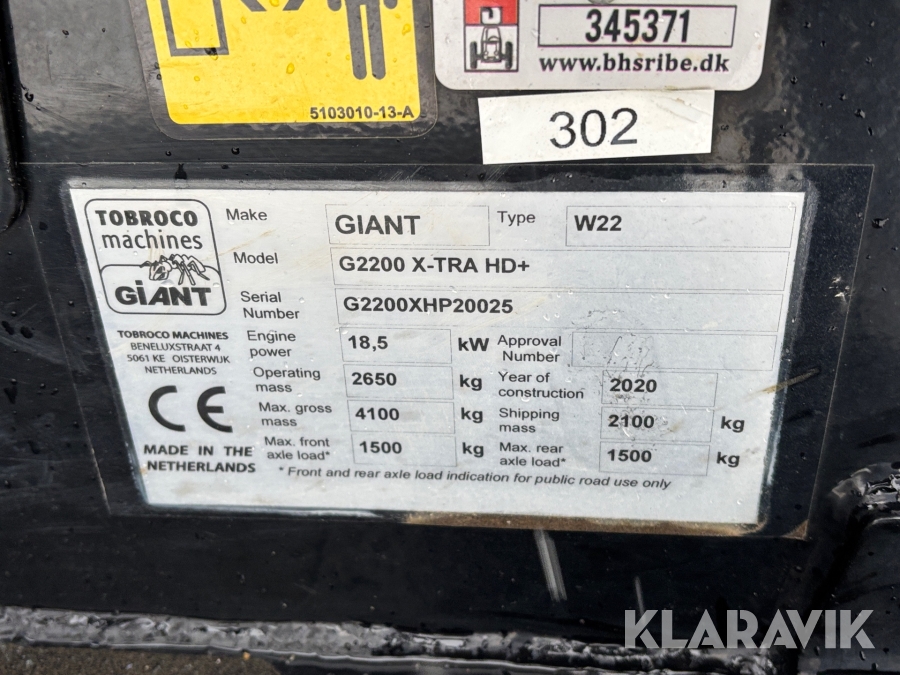 5103010-13-A
345371
www.bhsribe.dk
302
TOBROCO
machines
GiANT
TOBROCO MACHINES
BENELUXSTRAAT 4
5061 KE OISTERWIJK
NETHERLANDS
CE
MADE IN THE
NETHERLANDS
Make GIANT Type W22
Model G2200 X-TRA HD+
Serial Number G2200XHP20025
Engine power 18,5 kW Approval Number
Operating mass 2650 kg Year of construction 2020
Max. gross mass 4100 kg Shipping mass 2100 kg
Max. front axle load* 1500 kg Max. rear axle load* 1500 kg
* Front and rear axle load indication for public road use only
KLARAVIK